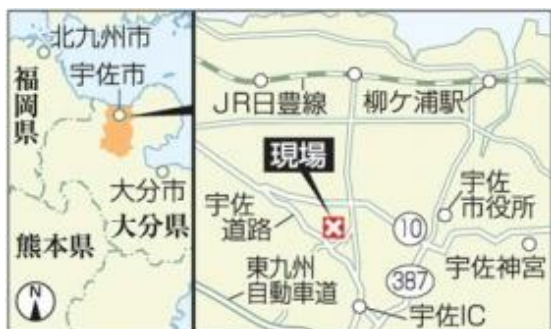 北九州市
宇佐市
福岡県
大分市
大分県
熊本県
N
JR日豊線
柳ケ浦駅
現場
宇佐
道路
10
宇佐
市役所
東九州
自動車道
387
宇佐神宮
宇佐IC